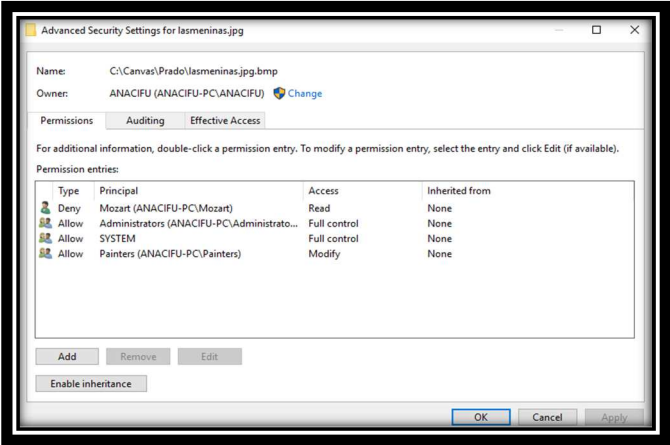 Advanced Security Settings for lasmeninas.jpg
Name: C:\Canvas\Prado\lasmeninas.jpg.bmp
Owner: ANACIFU (ANACIFU-PC\ANACIFU) Change
Permissions Auditing Effective Access
For additional information, double-click a permission entry. To modify a permission entry, select the entry and click Edit (if available).
Permission entries:
Type Principal Access Inherited from
Deny Mozart (ANACIFU-PC\Mozart) Read None
Allow Administrators (ANACIFU-PC\Administrato... Full control None
Allow SYSTEM Full control None
Allow Painters (ANACIFU-PC\Painters) Modify None
Add Remove Edit
Enable inheritance
OK Cancel Apply